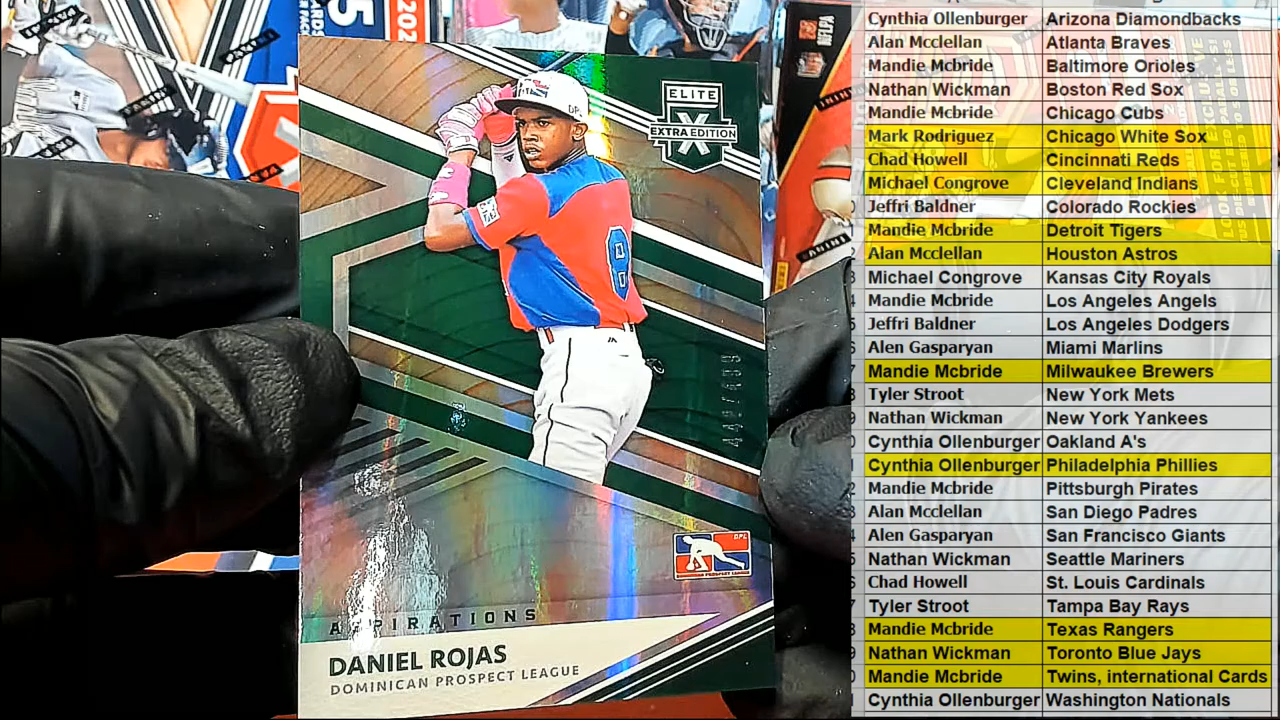 ELITE
EXTRA EDITION
X
8
ASPIRATIONS
DANIEL ROJAS
DOMINICAN PROSPECT LEAGUE
DPL
DOMINICAN PROSPECT LEAGUE
PANINI
PANINI
Cynthia Ollenburger Arizona Diamondbacks
Alan Mcclellan Atlanta Braves
Mandie Mcbride Baltimore Orioles
Nathan Wickman Boston Red Sox
Mandie Mcbride Chicago Cubs
Mark Rodriguez Chicago White Sox
Chad Howell Cincinnati Reds
Michael Congrove Cleveland Indians
Jeffri Baldner Colorado Rockies
Mandie Mcbride Detroit Tigers
Alan Mcclellan Houston Astros
Michael Congrove Kansas City Royals
Mandie Mcbride Los Angeles Angels
Jeffri Baldner Los Angeles Dodgers
Alen Gasparyan Miami Marlins
Mandie Mcbride Milwaukee Brewers
Tyler Stroot New York Mets
Nathan Wickman New York Yankees
Cynthia Ollenburger Oakland A's
Cynthia Ollenburger Philadelphia Phillies
Mandie Mcbride Pittsburgh Pirates
Alan Mcclellan San Diego Padres
Alen Gasparyan San Francisco Giants
Nathan Wickman Seattle Mariners
Chad Howell St. Louis Cardinals
Tyler Stroot Tampa Bay Rays
Mandie Mcbride Texas Rangers
Nathan Wickman Toronto Blue Jays
Mandie Mcbride Twins, international Cards
Cynthia Ollenburger Washington Nationals